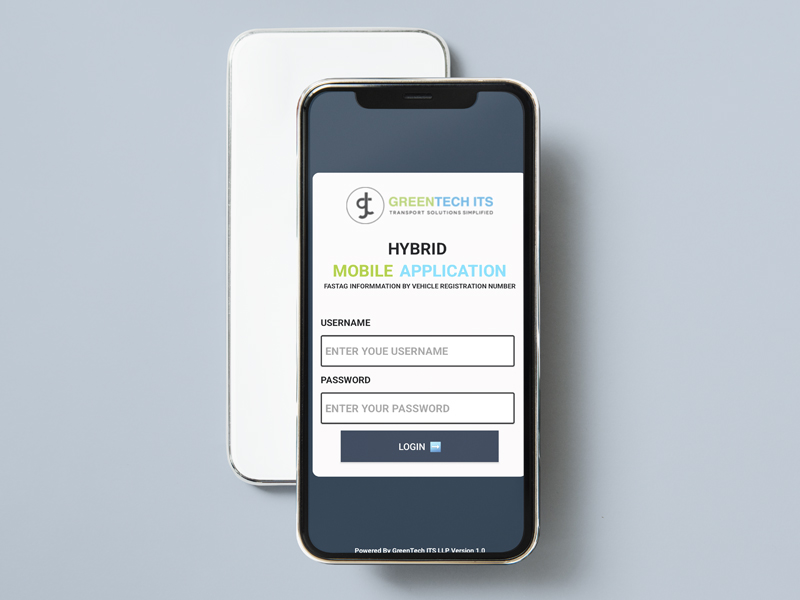 GREENTECH ITS
TRANSPORT SOLUTIONS SIMPLIFIED
HYBRID
MOBILE APPLICATION
FASTAG INFORMMATION BY VEHICLE REGISTRATION NUMBER
USERNAME
ENTER YOUE USERNAME
PASSWORD
ENTER YOUR PASSWORD
LOGIN
Powered By GreenTech ITS LLP Version 1.0